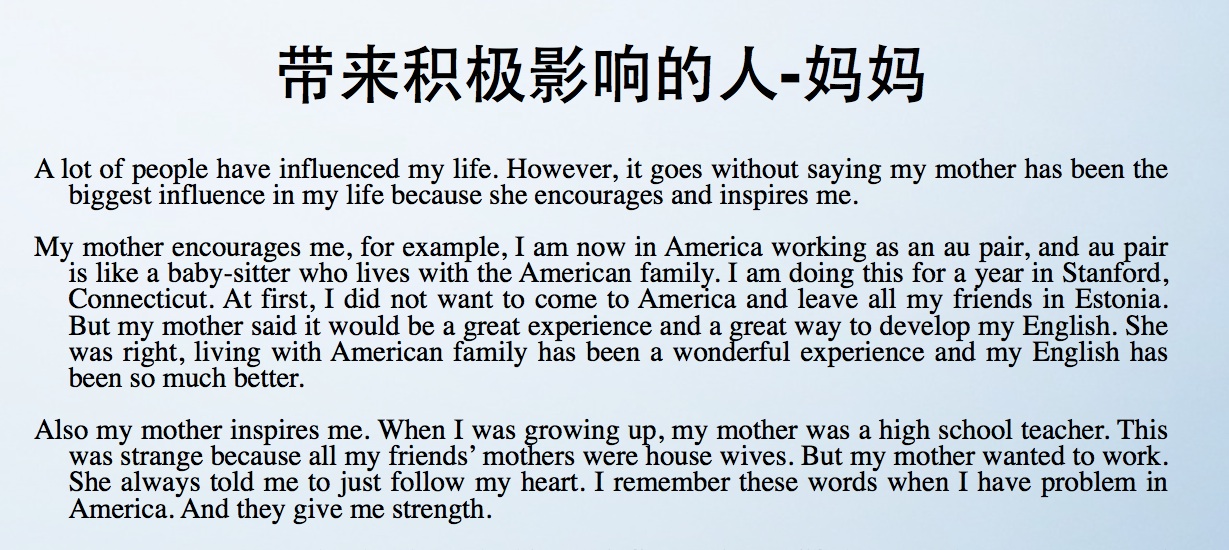 带来积极影响的人-妈妈
A lot of people have influenced my life. However, it goes without saying my mother has been the
biggest influence in my life because she encourages and inspires me.
My mother encourages me, for example, I am now in America working as an au pair, and au pair
is like a baby-sitter who lives with the American family. I am doing this for a year in Stanford,
Connecticut. At first, I did not want to come to America and leave all my friends in Estonia.
But my mother said it would be a great experience and a great way to develop my English. She
was right, living with American family has been a wonderful experience and my English has
been so much better.
Also my mother inspires me. When I was growing up, my mother was a high school teacher. This
was strange because all my friends’ mothers were house wives. But my mother wanted to work.
She always told me to just follow my heart. I remember these words when I have problem in
America. And they give me strength.